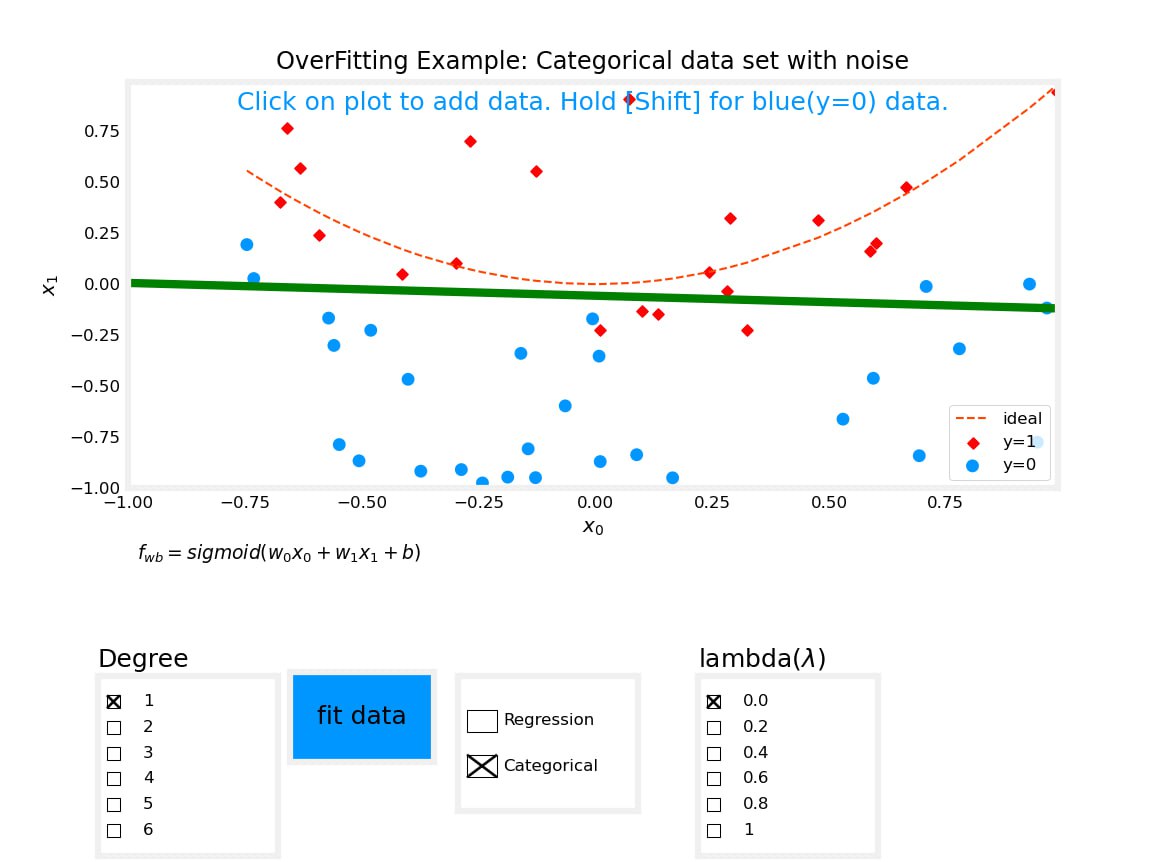 OverFitting Example: Categorical data set with noise
Click on plot to add data. Hold [Shift] for blue(y=0) data.
0.75
0.50
0.25
0.00
−0.25
−0.50
−0.75
−1.00
x₁
ideal
y=1
y=0
−1.00 −0.75 −0.50 −0.25 0.00 0.25 0.50 0.75
x₀
f_wb = sigmoid(w₀x₀ + w₁x₁ + b)
Degree
1
2
3
4
5
6
fit data
Regression
Categorical
lambda(λ)
0.0
0.2
0.4
0.6
0.8
1